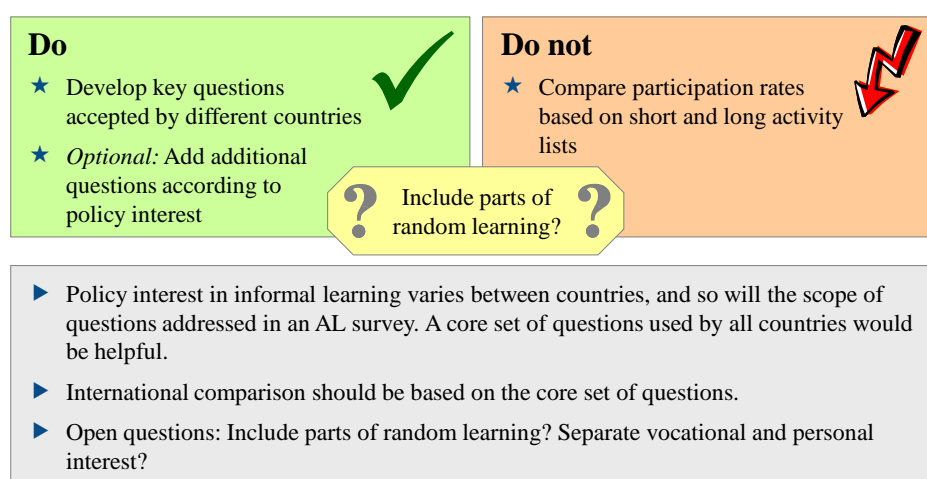 Do
Develop key questions
accepted by different countries
Optional: Add additional
questions according to
policy interest
Do not
Compare participation rates
based on short and long activity
lists
? Include parts of ?
random learning?
Policy interest in informal learning varies between countries, and so will the scope of
questions addressed in an AL survey. A core set of questions used by all countries would
be helpful.
International comparison should be based on the core set of questions.
Open questions: Include parts of random learning? Separate vocational and personal
interest?